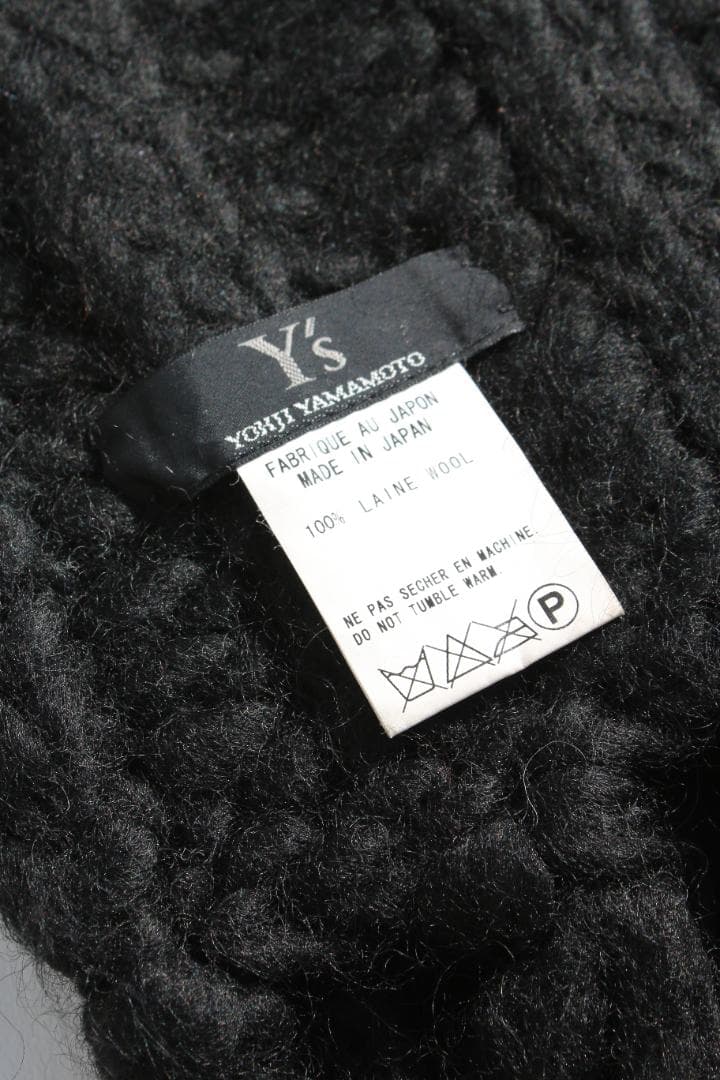 Y's
YOHJI YAMAMOTO
FABRIQUE AU JAPON
MADE IN JAPAN
100% LAINE WOOL
NE PAS SECHER EN MACHINE.
DO NOT TUMBLE WARM.
P